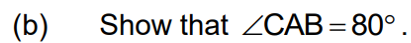 (b) Show that ∠CAB = 80° .